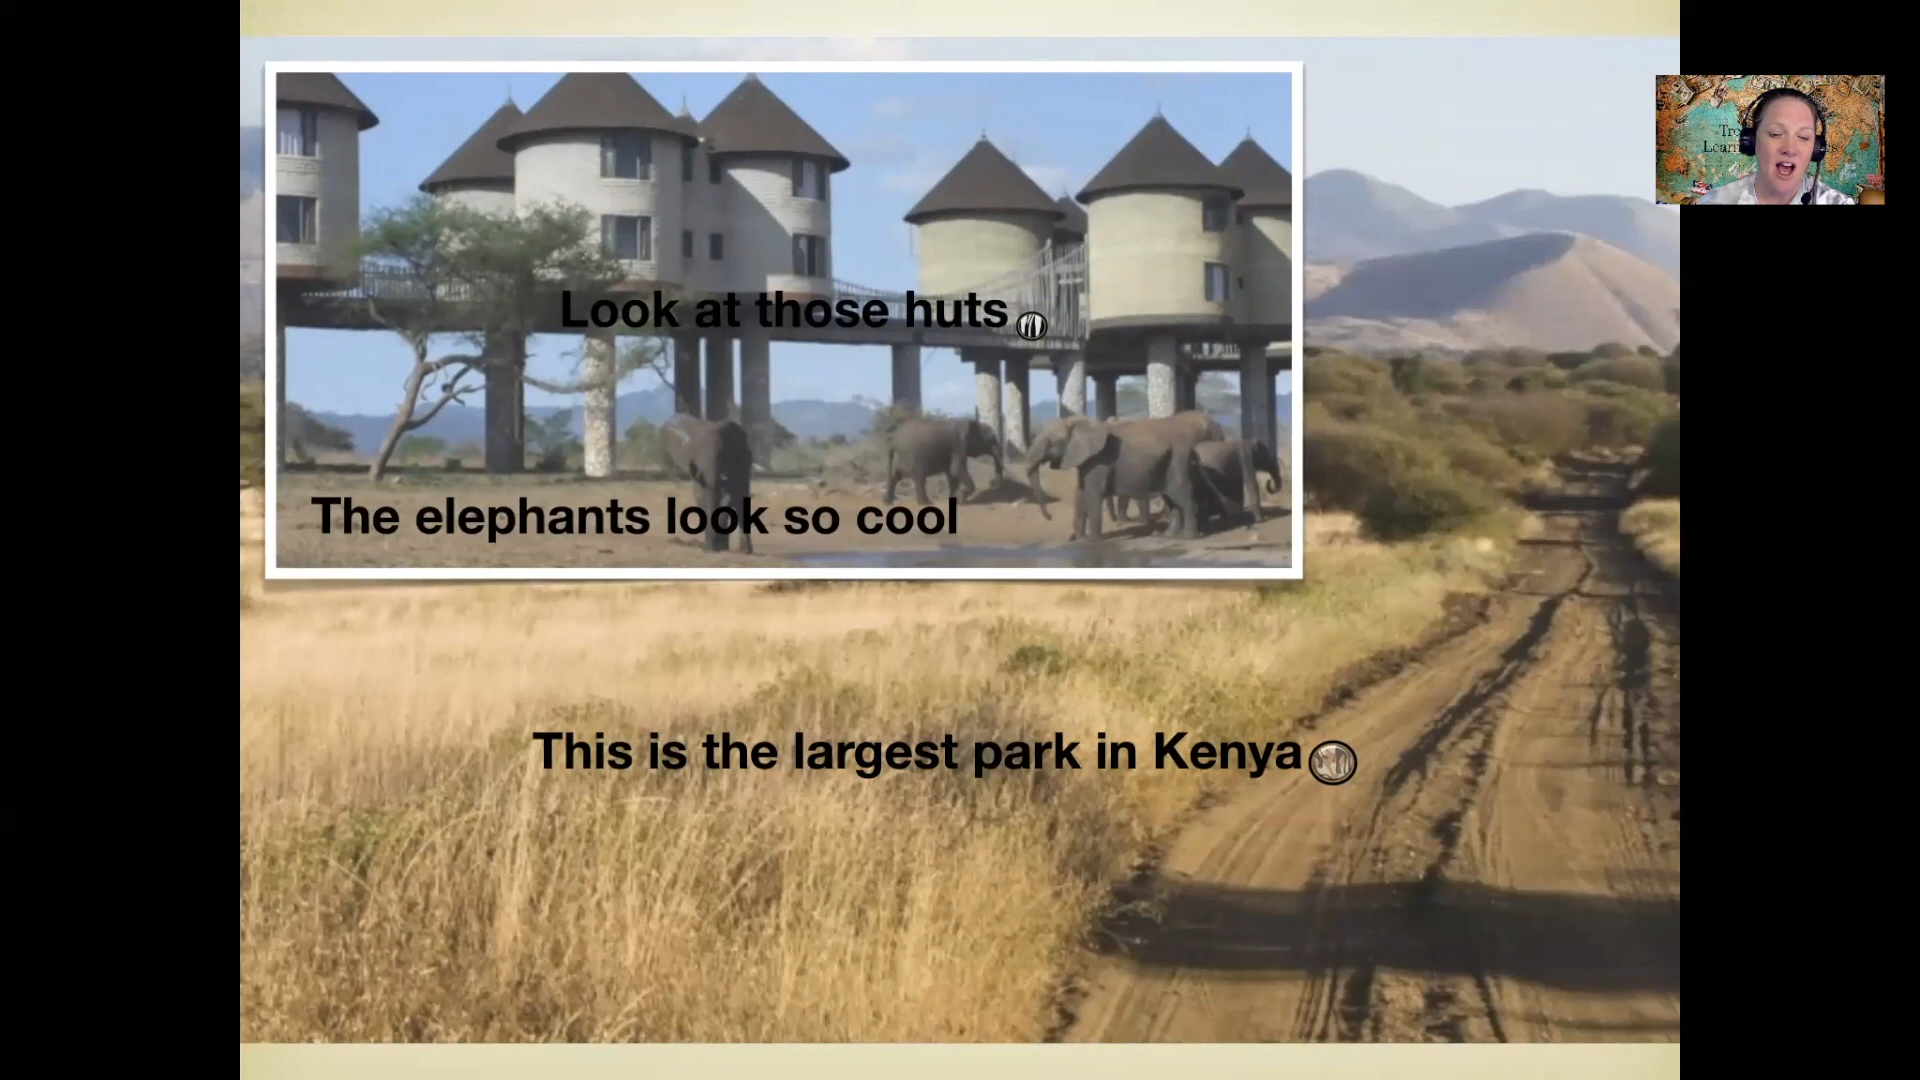 Look at those huts
The elephants look so cool
This is the largest park in Kenya